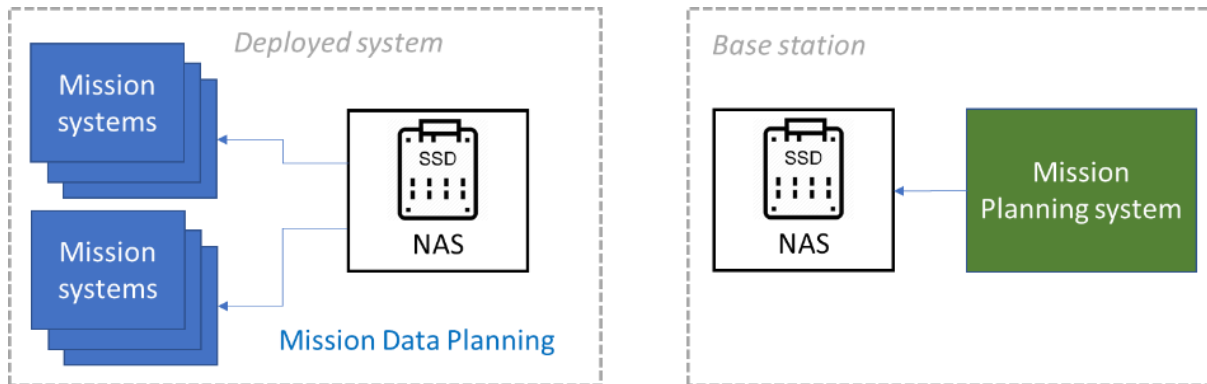 Deployed system
Mission
systems
SSD
NAS
Mission
systems
Mission Data Planning
Base station
SSD
NAS
Mission
Planning system